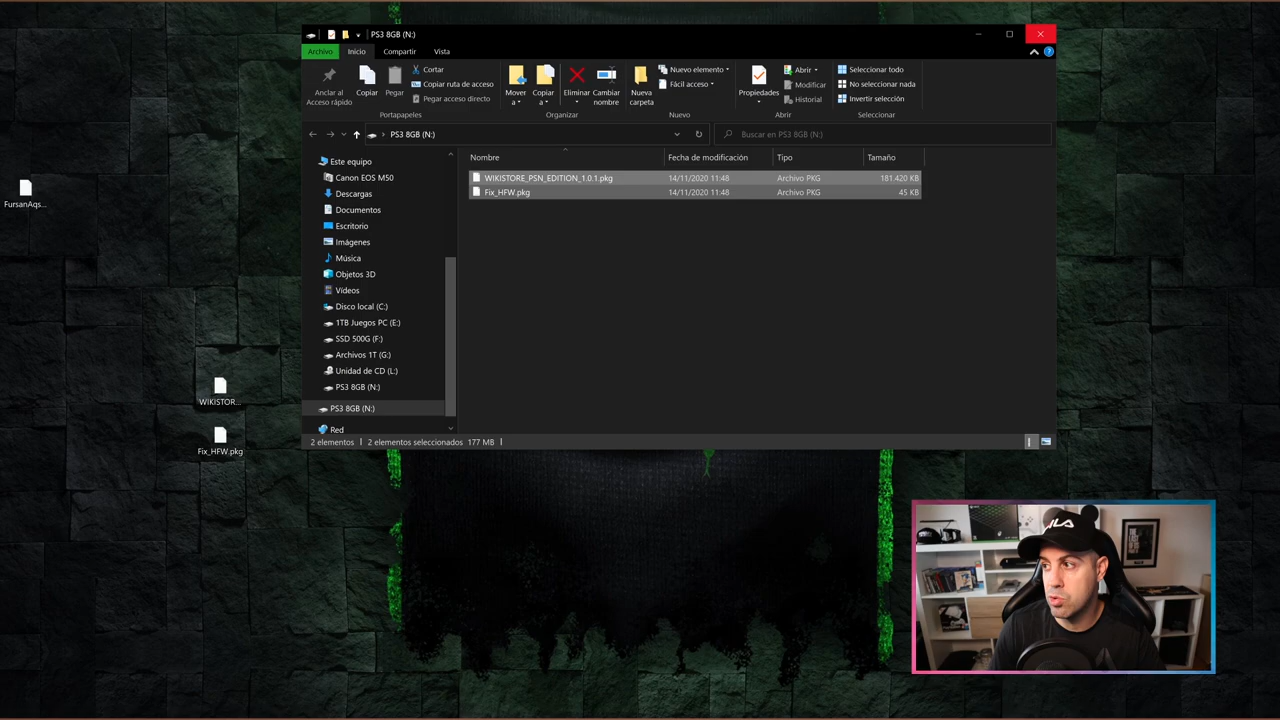 PS3 8GB (N:)
Archivo Inicio Compartir Vista
Anclar al Acceso rápido
Copiar
Pegar
Cortar
Copiar ruta de acceso
Pegar acceso directo
Portapapeles
Mover a
Copiar a
Eliminar
Cambiar nombre
Organizar
Nueva carpeta
Nuevo elemento
Fácil acceso
Nuevo
Propiedades
Abrir
Modificar
Historial
Abrir
Seleccionar todo
No seleccionar nada
Invertir selección
Seleccionar
PS3 8GB (N:)
Buscar en PS3 8GB (N:)
Este equipo
Canon EOS M50
Descargas
Documentos
Escritorio
Imágenes
Música
Objetos 3D
Vídeos
Disco local (C:)
1TB Juegos PC (E:)
SSD 500G (F:)
Archivos 1T (G:)
Unidad de CD (L:)
PS3 8GB (N:)
PS3 8GB (N:)
Red
Nombre Fecha de modificación Tipo Tamaño
WIKISTORE_PSN_EDITION_1.0.1.pkg 14/11/2020 11:48 Archivo PKG 181.420 KB
Fix_HFW.pkg 14/11/2020 11:48 Archivo PKG 45 KB
2 elementos 2 elementos seleccionados 177 MB
FursanAqs...
WIKISTOR...
Fix_HFW.pkg